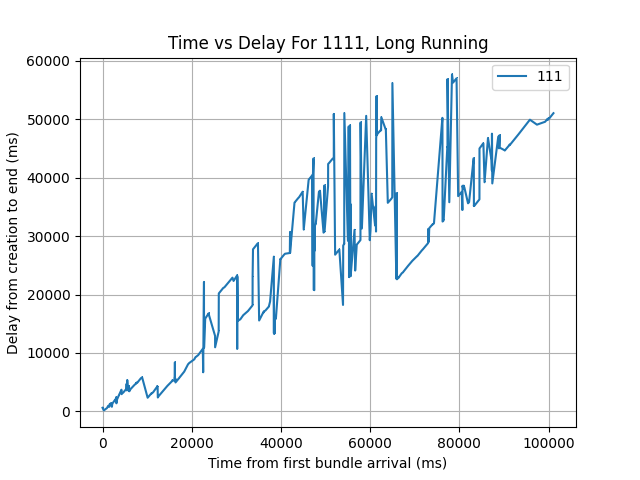 Time vs Delay For 1111, Long Running
111
Delay from creation to end (ms)
60000
50000
40000
30000
20000
10000
0
0 20000 40000 60000 80000 100000
Time from first bundle arrival (ms)